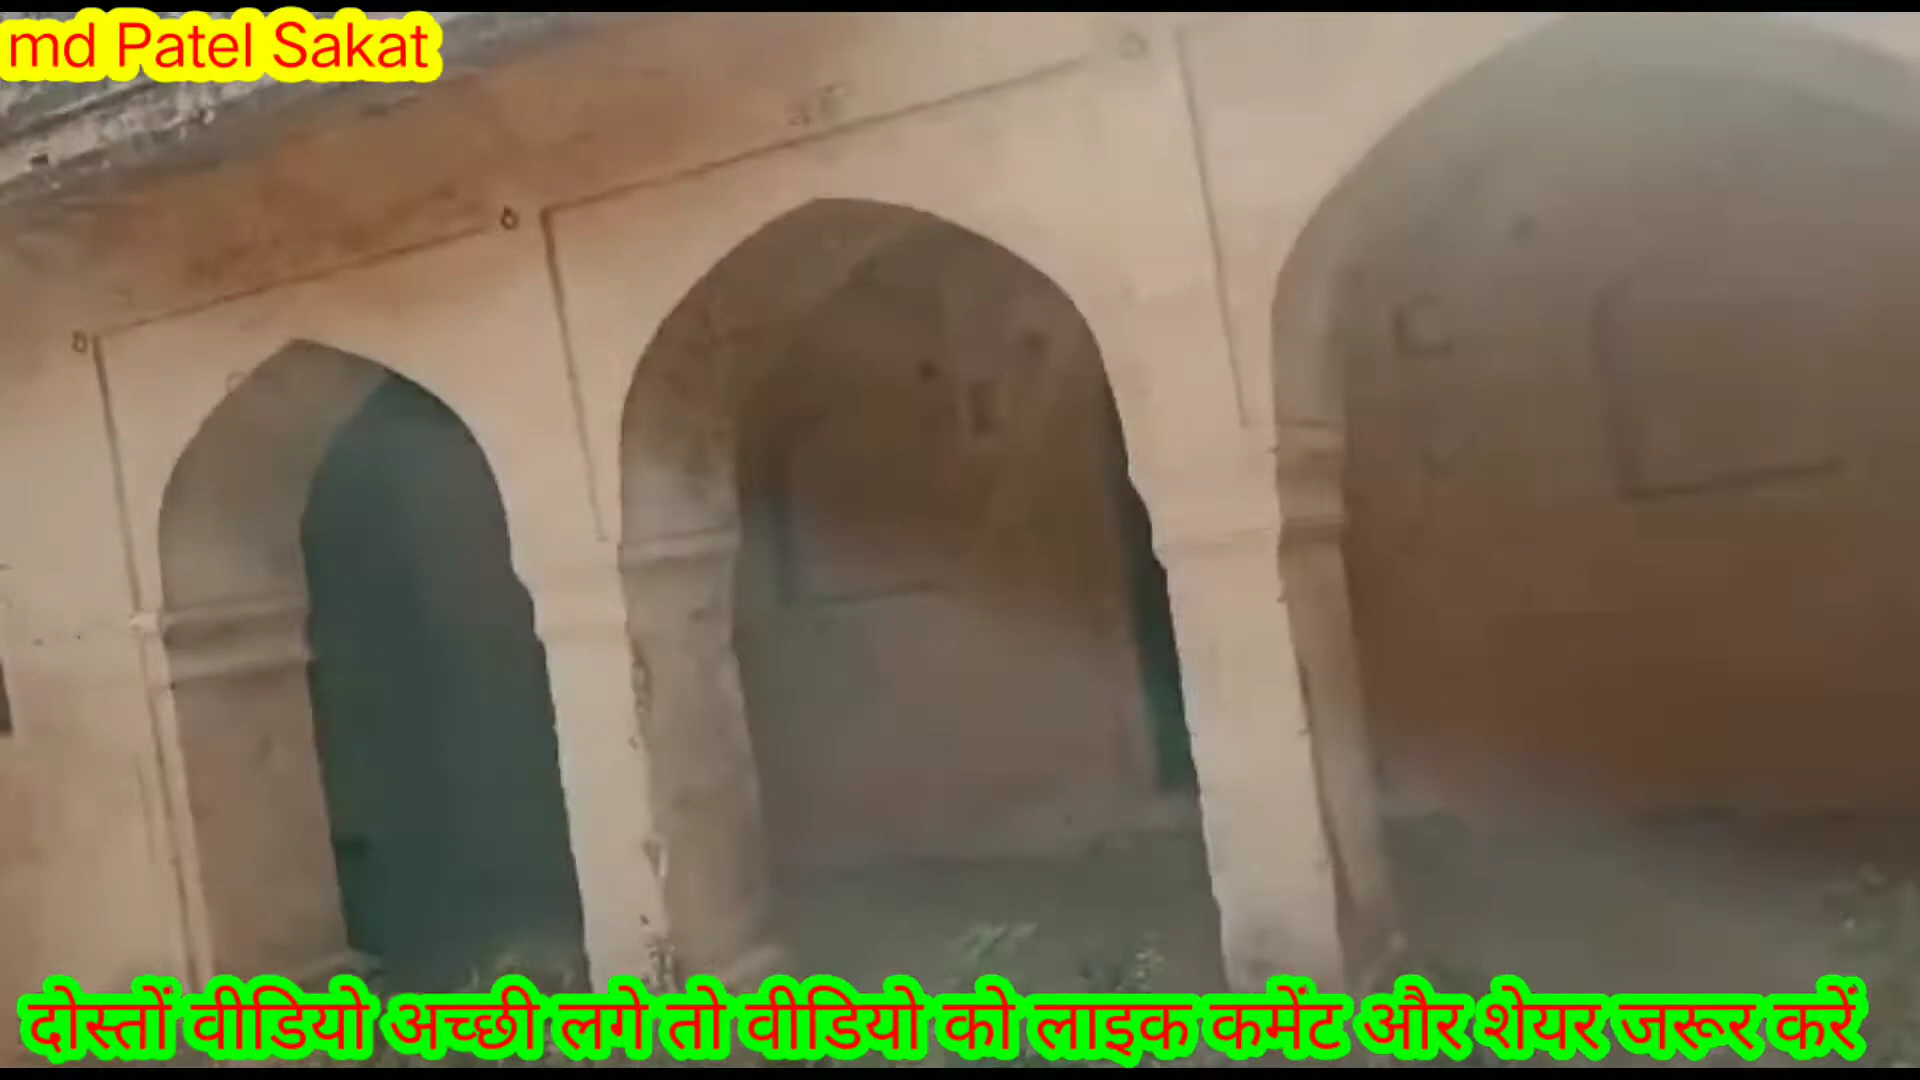 md Patel Sakat
दोस्तों वीडियो अच्छी लगे तो वीडियो को लाइक कमेंट और शेयर जरूर करें